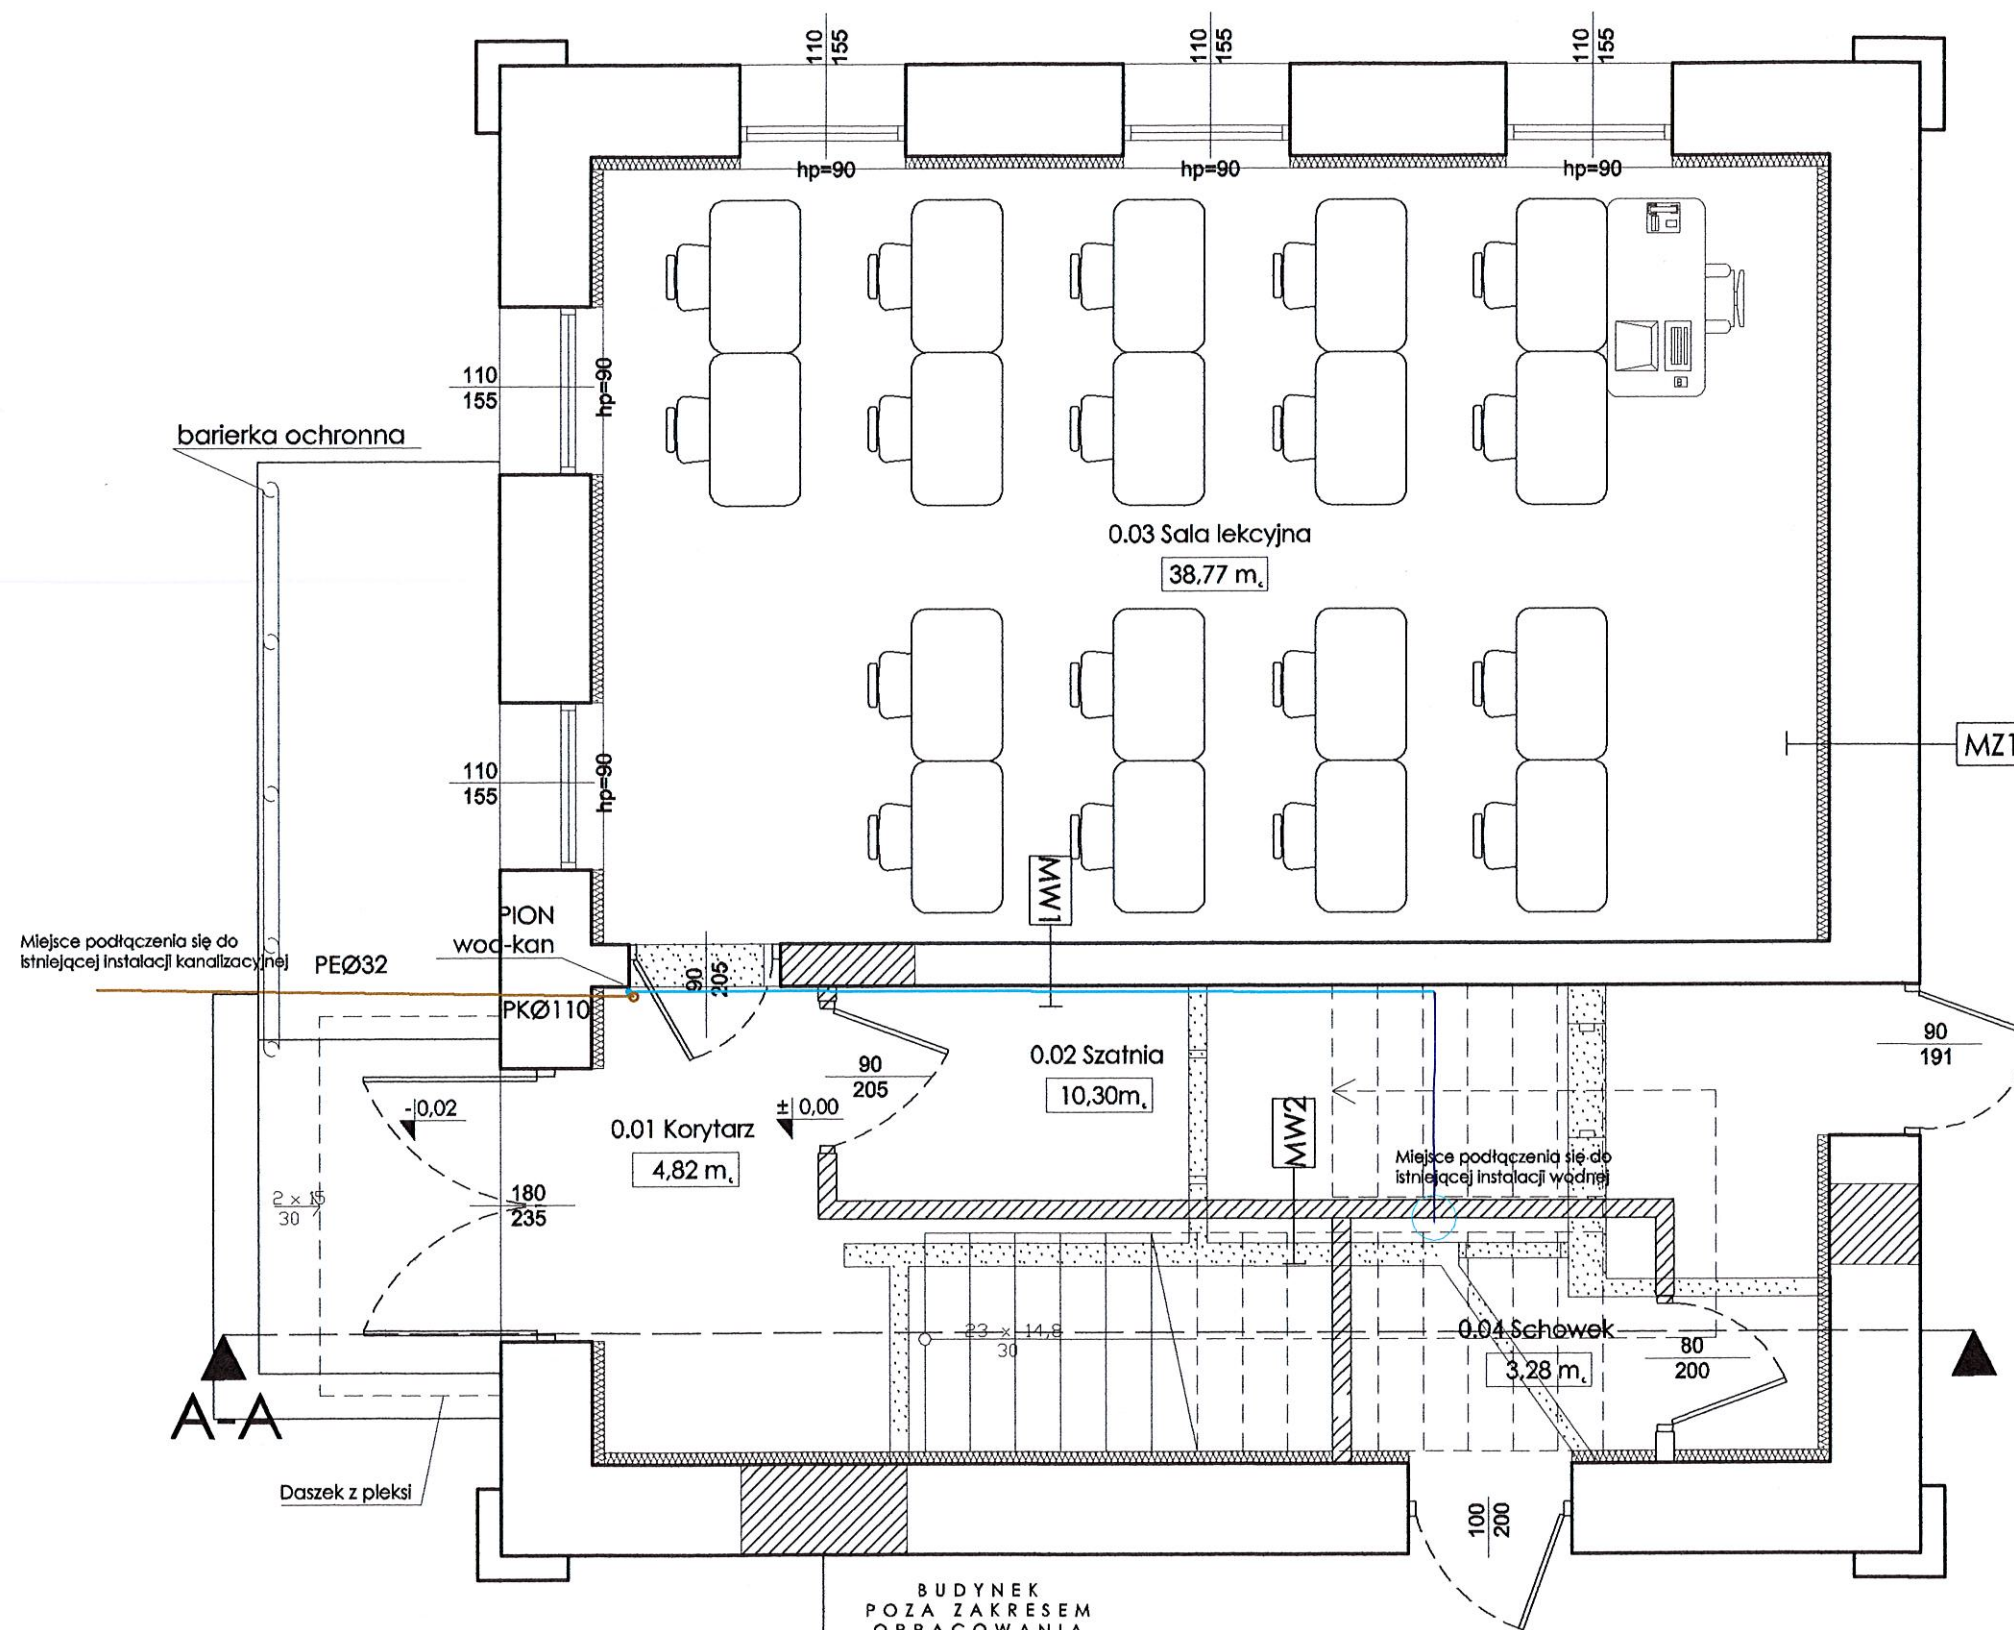 110
155
110
155
110
155
hp=90
hp=90
hp=90
110
155
hp=90
barierka ochronna
0.03 Sala lekcyjna
38,77 m
110
155
hp=90
MZ1
MW1
PION
wod-kan
Miejsce podłączenia się do
istniejącej instalacji kanalizacyjnej
PEØ32
90
205
PKØ110
90
191
0.02 Szatnia
10,30m
90
205
-0,02
± 0,00
0.01 Korytarz
4,82 m
MW2
Miejsce podłączenia się do
istniejącej instalacji wodnej
2 x 15
30
180
235
23 x 14,8
30
0.04 Schowek
3,28 m
80
200
A-A
Daszek z pleksi
100
200
BUDYNEK
POZA ZAKRESEM
OPRACOWANIA